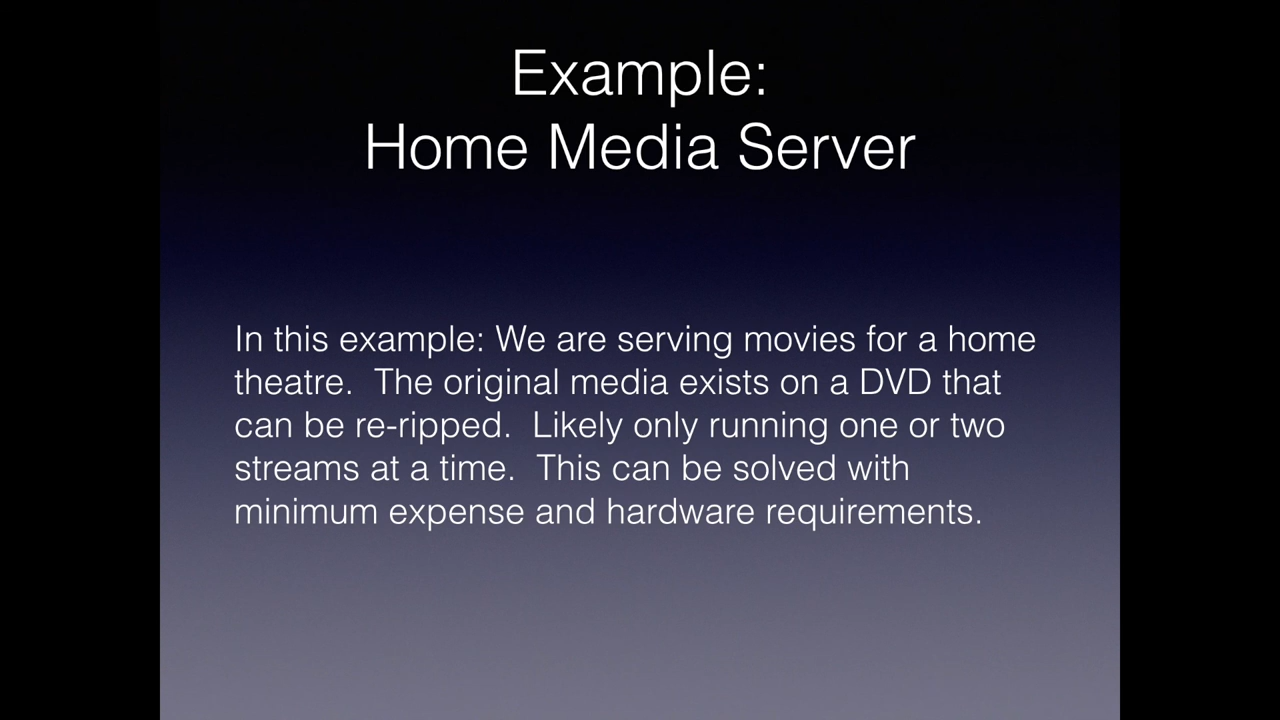 Example:
Home Media Server
In this example: We are serving movies for a home
theatre.  The original media exists on a DVD that
can be re-ripped.  Likely only running one or two
streams at a time.  This can be solved with
minimum expense and hardware requirements.